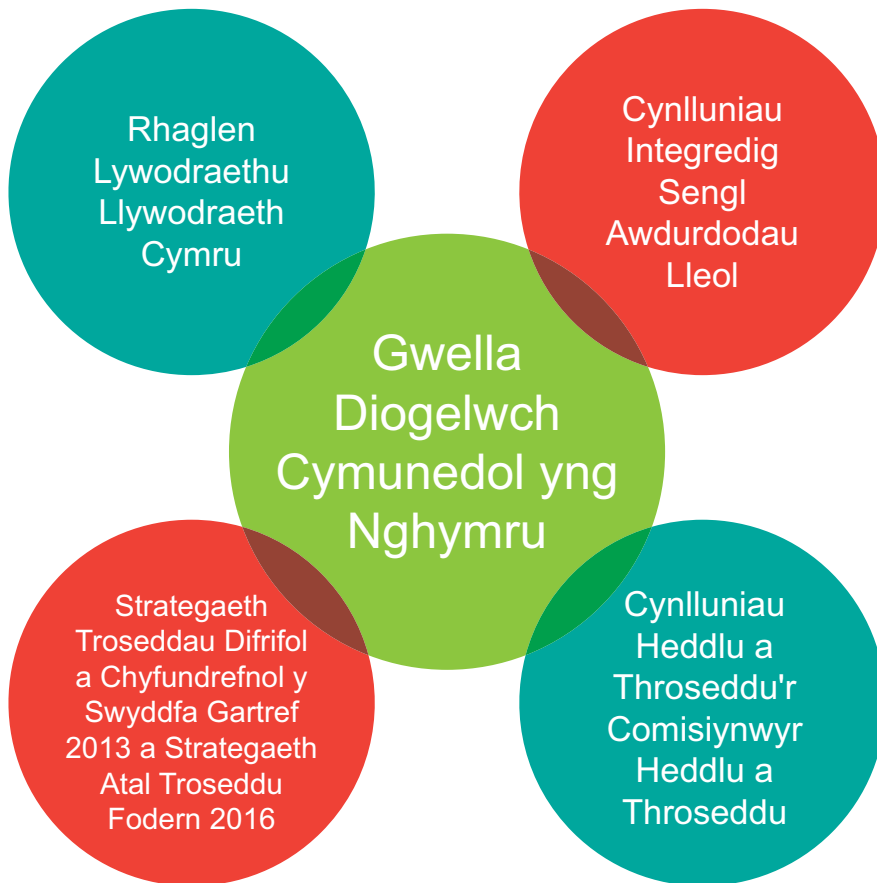 Rhaglen
Lywodraethu
Llywodraeth
Cymru
Cynlluniau
Integredig
Sengl
Awdurdodau
Lleol
Gwella
Diogelwch
Cymunedol yng
Nghymru
Strategaeth
Troseddau Difrifol
a Chyfundrefnol y
Swyddfa Gartref
2013 a Strategaeth
Atal Troseddu
Fodern 2016
Cynlluniau
Heddlu a
Throseddu'r
Comisiynwyr
Heddlu a
Throseddu